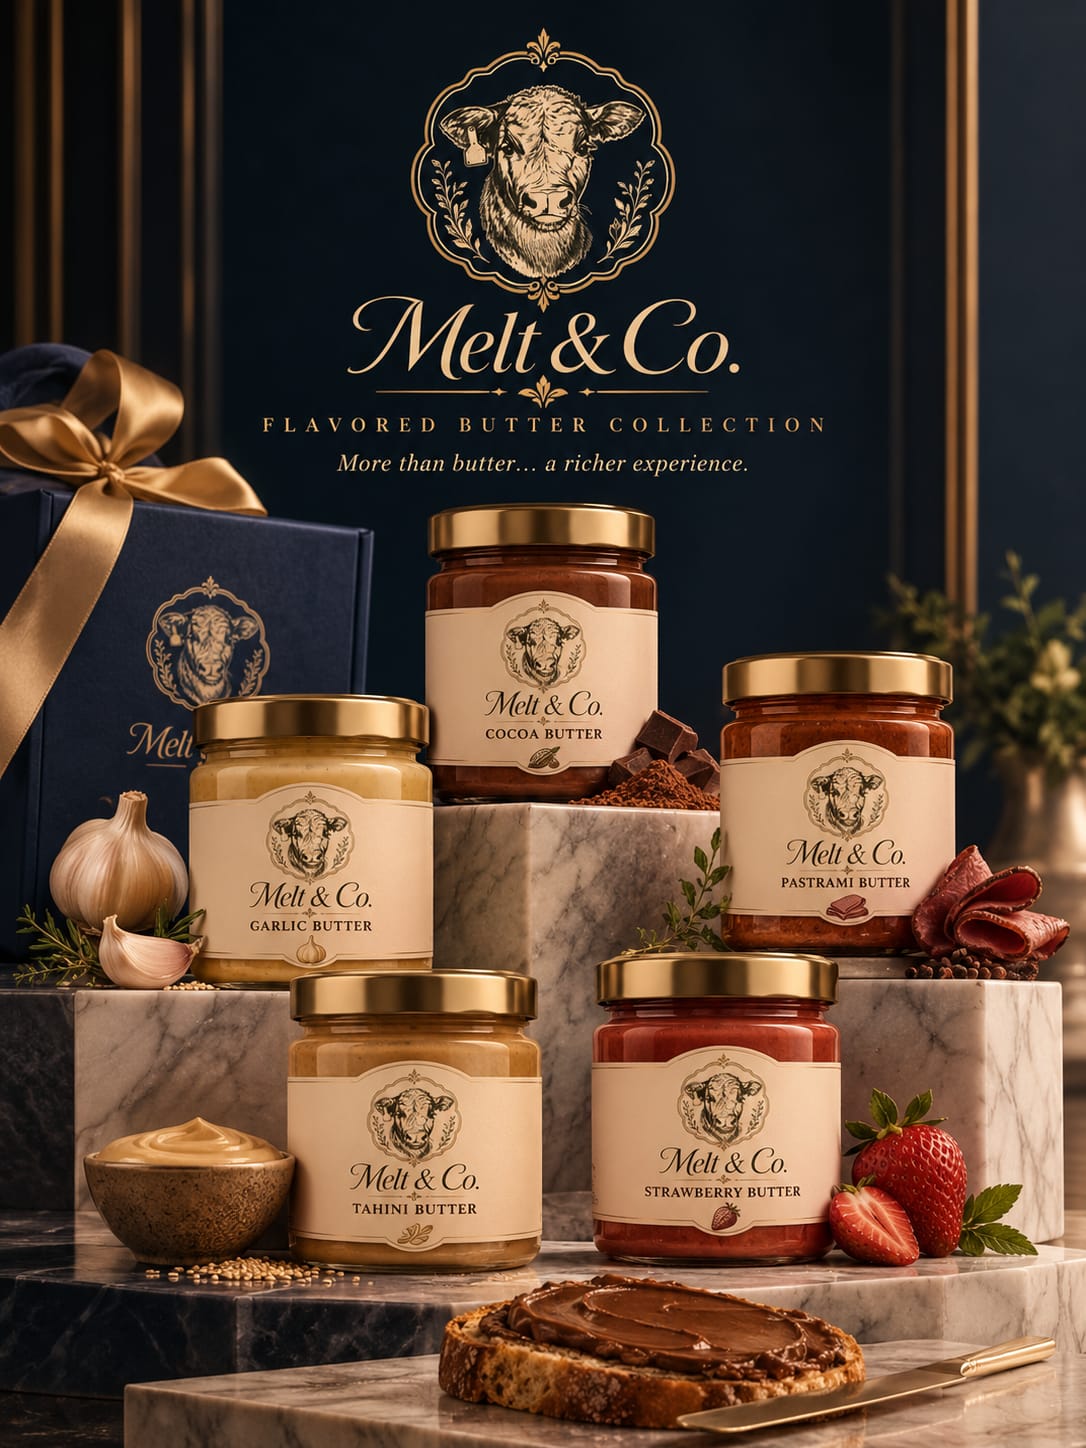 Melt & Co.
FLAVORED BUTTER COLLECTION
More than butter... a richer experience.
Melt & Co.
COCOA BUTTER
Melt
Melt & Co.
GARLIC BUTTER
Melt & Co.
PASTRAMI BUTTER
Melt & Co.
TAHINI BUTTER
Melt & Co.
STRAWBERRY BUTTER